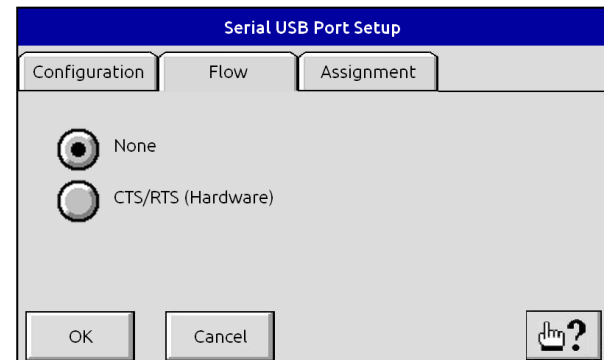 Serial USB Port Setup
Configuration Flow Assignment
None
CTS/RTS (Hardware)
OK Cancel ?